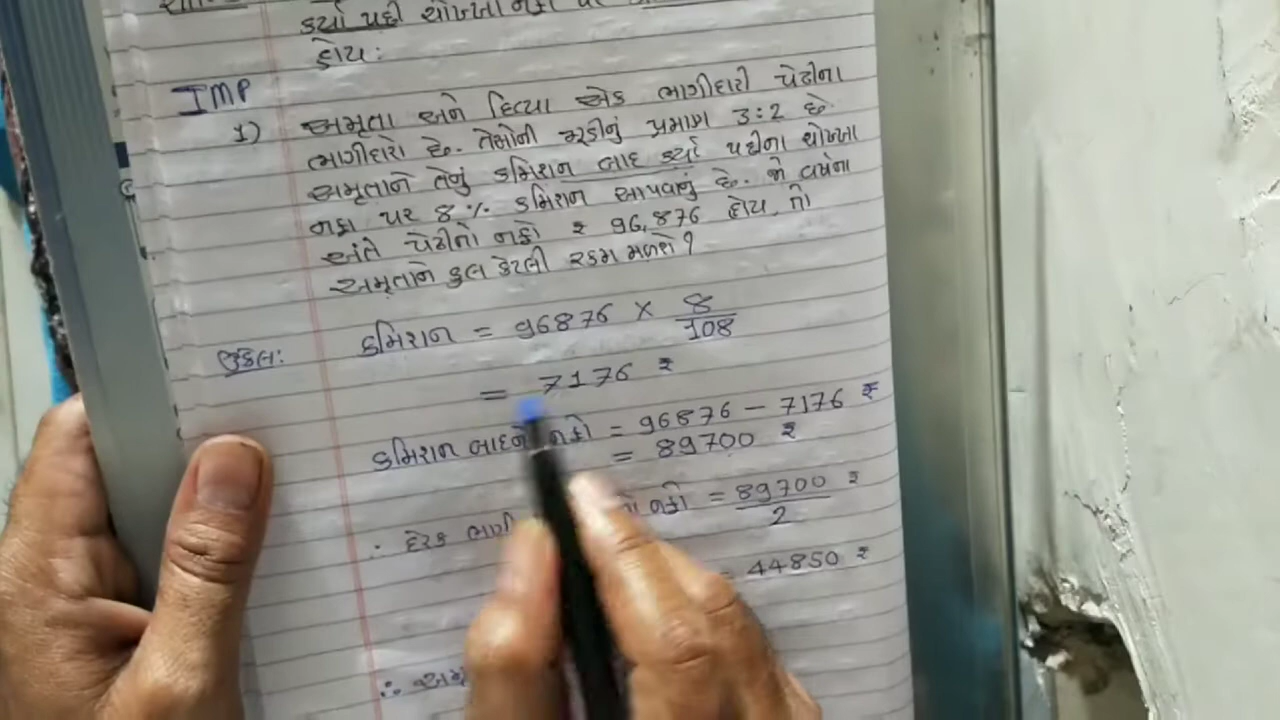 કર્યા પછી ચોખ્ખા નફા પર
હોય:
IMP
1) અમૃતા અને દિવ્યા એક ભાગીદારી પેઢીના
ભાગીદારો છે. તેઓની મૂડીનું પ્રમાણ 3:2 છે.
અમૃતાને તેનું કમિશન બાદ કર્યા પછીના ચોખ્ખા
નફા પર 8% કમિશન આપવાનું છે. જો વર્ષના
અંતે પેઢીનો નફો ₹ 96,876 હોય, તો
અમૃતાને કુલ કેટલી રકમ મળશે?
ઉકેલ: કમિશન = 96876 × 8/108
= 7176 ₹
કમિશન બાદનો નફો = 96876 - 7176 ₹
= 89700 ₹
∴ દરેક નફો = 89700/2 ₹
= 44850 ₹
∴